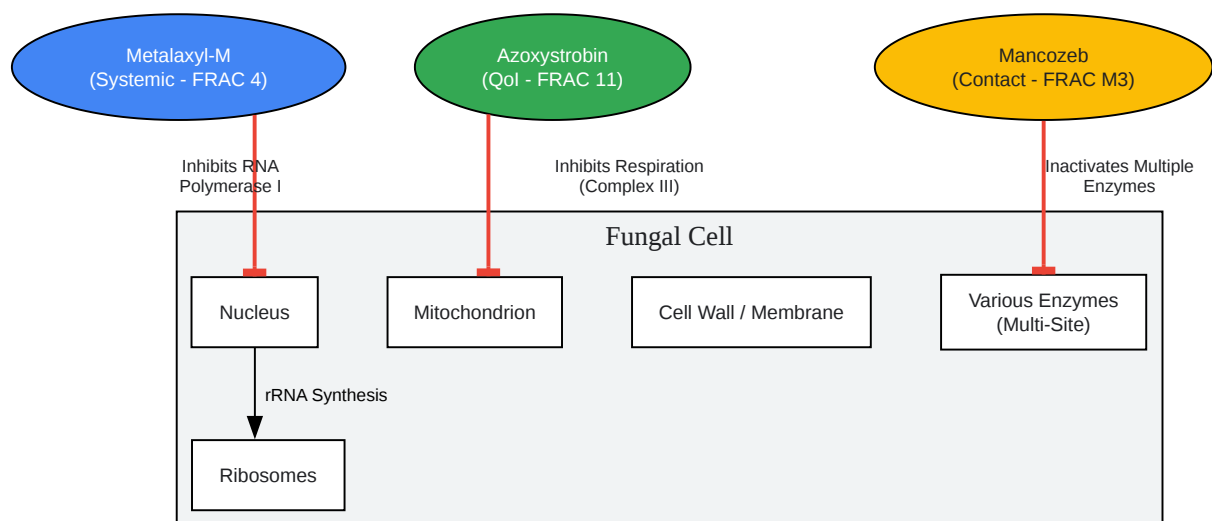 Metalaxyl-M
(Systemic - FRAC 4)
Azoxystrobin
(QoI - FRAC 11)
Mancozeb
(Contact - FRAC M3)
Inhibits RNA
Polymerase I
Inhibits Respiration
(Complex III)
Inactivates Multiple
Enzymes
Fungal Cell
Nucleus
Mitochondrion
Cell Wall / Membrane
Various Enzymes
(Multi-Site)
rRNA Synthesis
Ribosomes